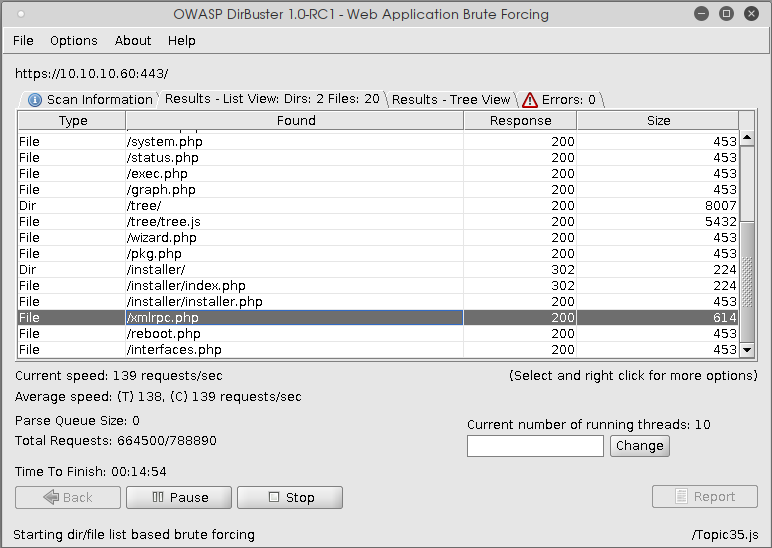 OWASP DirBuster 1.0-RC1 - Web Application Brute Forcing
File Options About Help
https://10.10.10.60:443/
Scan Information Results - List View: Dirs: 2 Files: 20 Results - Tree View Errors: 0
Type Found Response Size
File /system.php 200 453
File /status.php 200 453
File /exec.php 200 453
File /graph.php 200 453
Dir /tree/ 200 8007
File /tree/tree.js 200 5432
File /wizard.php 200 453
File /pkg.php 200 453
Dir /installer/ 302 224
File /installer/index.php 302 224
File /installer/installer.php 200 453
File /xmlrpc.php 200 614
File /reboot.php 200 453
File /interfaces.php 200 453
Current speed: 139 requests/sec (Select and right click for more options)
Average speed: (T) 138, (C) 139 requests/sec
Parse Queue Size: 0
Current number of running threads: 10
Total Requests: 664500/788890
Change
Time To Finish: 00:14:54
Back Pause Stop Report
Starting dir/file list based brute forcing /Topic35.js